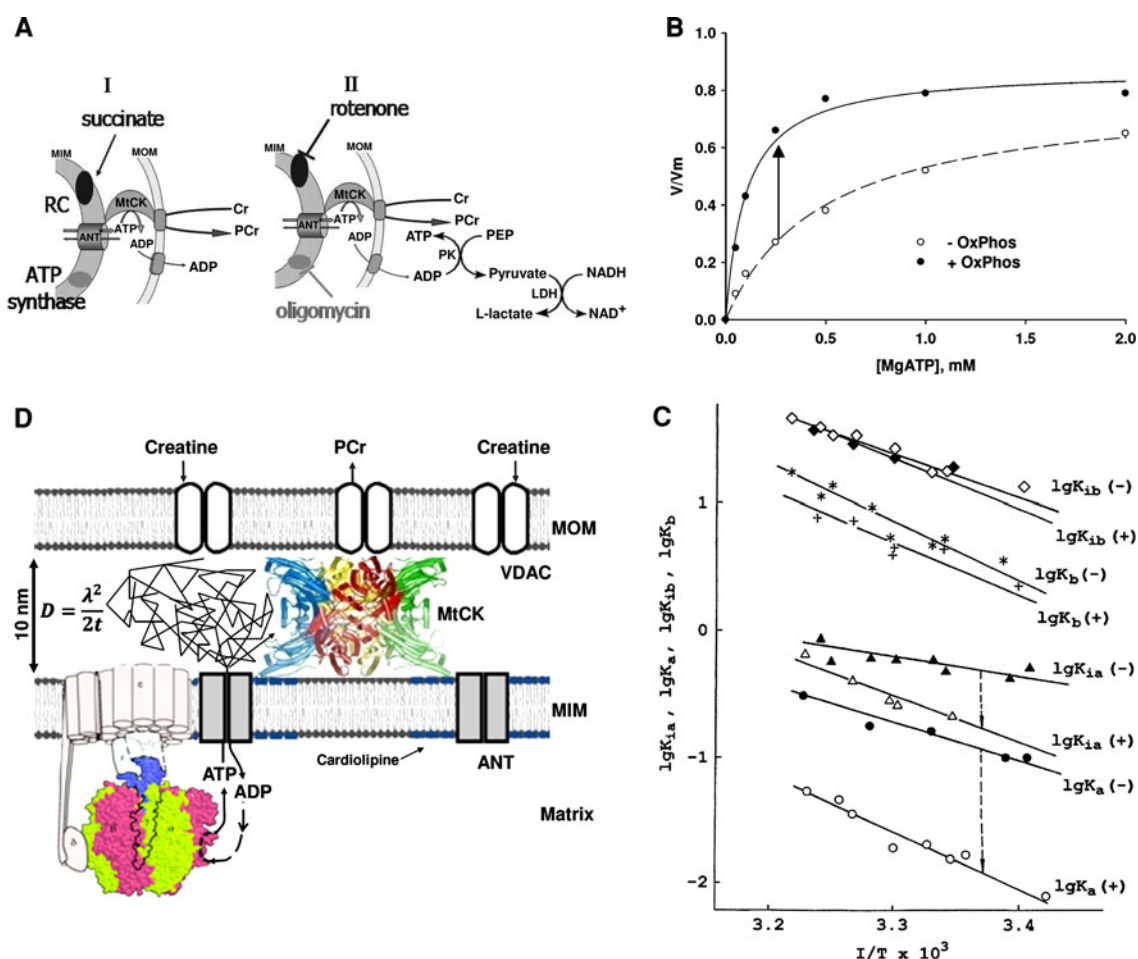 A
I
succinate
MIM
MOM
RC
MtCK
Cr
PCr
ANT
ATP
ADP
ADP
ATP
synthase
II
rotenone
MIM
MOM
MtCK
Cr
PCr
ANT
ATP
ADP
ATP
PEP
PK
ADP
Pyruvate
NADH
LDH
L-lactate
NAD+
oligomycin
B
1.0
0.8
0.6
0.4
0.2
0.0
V/Vm
- OxPhos
+ OxPhos
0.0
0.5
1.0
1.5
2.0
[MgATP], mM
D
Creatine
PCr
Creatine
MOM
VDAC
10 nm
D = λ²/2t
MtCK
MIM
ATP
ADP
Cardiolipine
ANT
Matrix
C
lgKia, lgKa, lgKib, lgKb
1
0
-1
-2
lgKib(-)
lgKib(+)
lgKb(-)
lgKb(+)
lgKia(-)
lgKia(+)
lgKa(-)
lgKa(+)
3.2
3.3
3.4
I/T x 10³